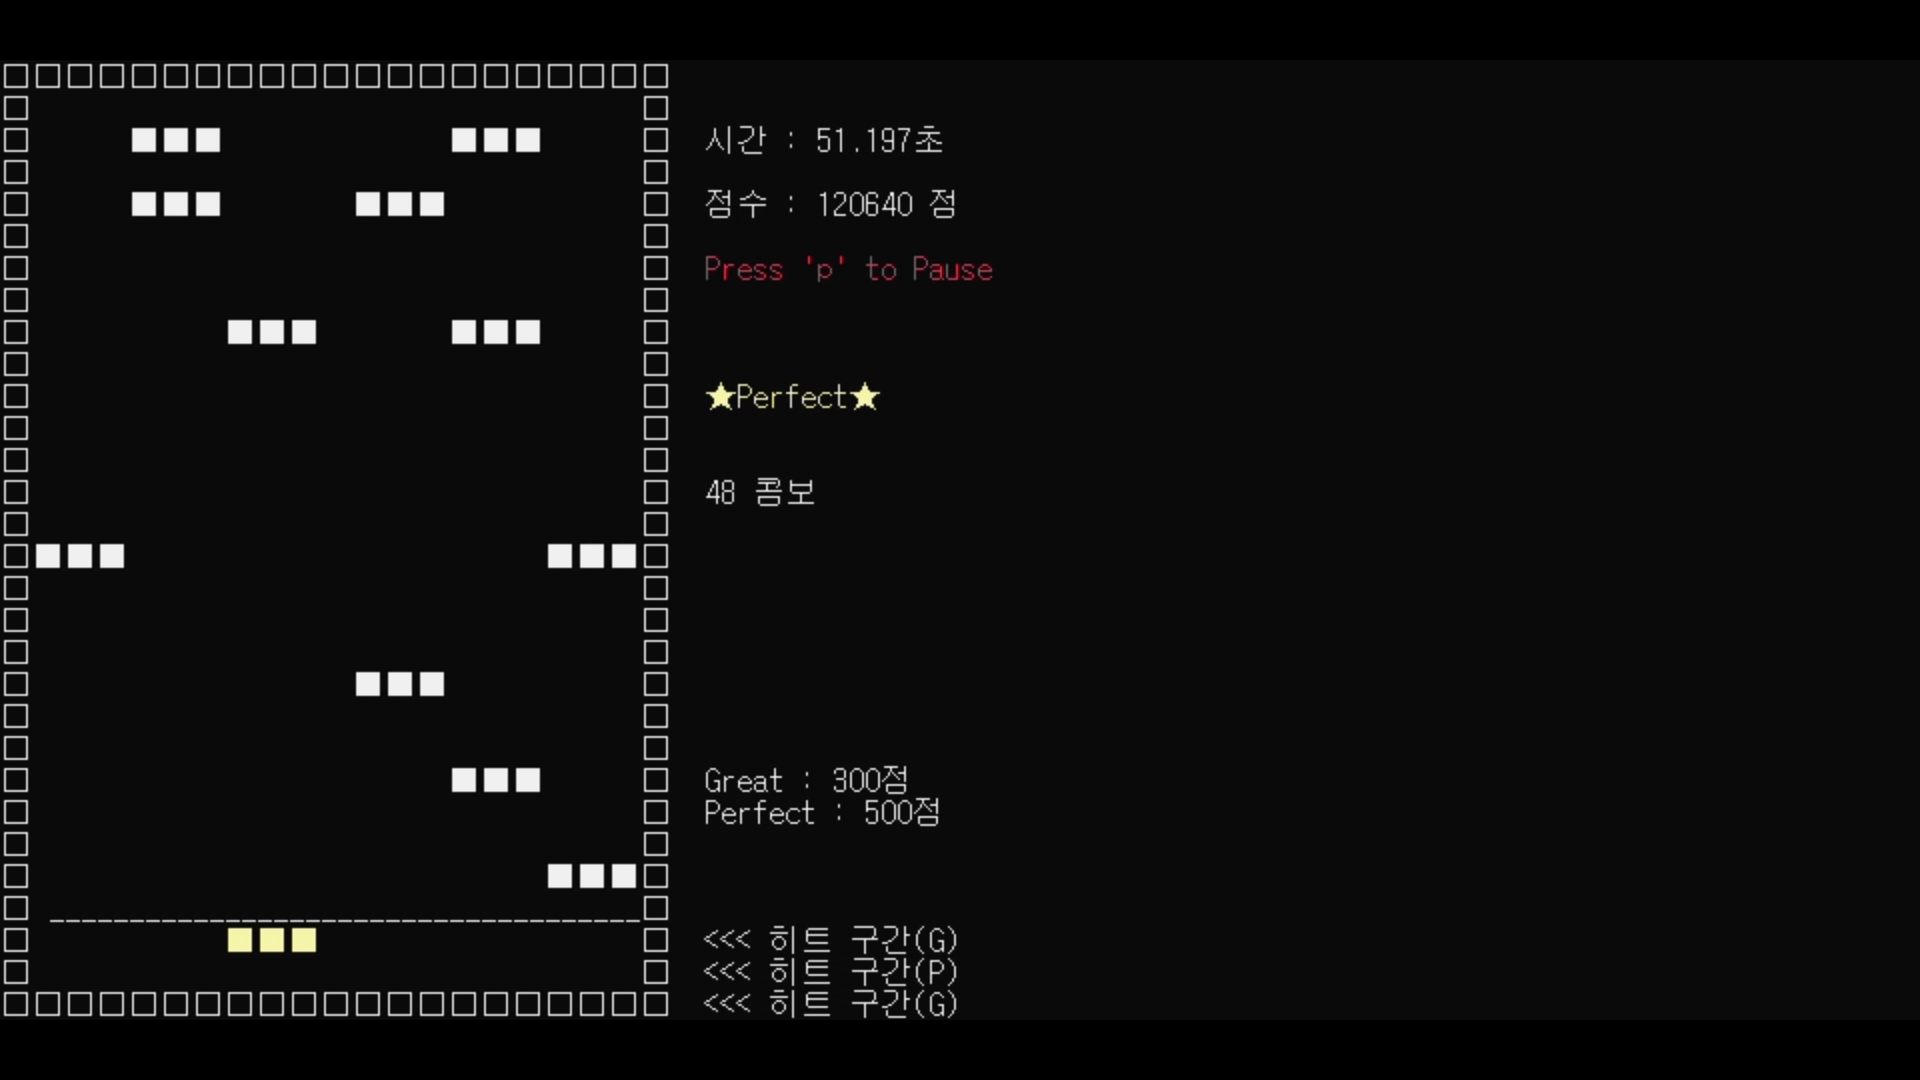 시간 : 51.197초
점수 : 120640 점
Press 'p' to Pause
★Perfect★
48 콤보
Great : 300점
Perfect : 500점
<<< 히트 구간(G)
<<< 히트 구간(P)
<<< 히트 구간(G)